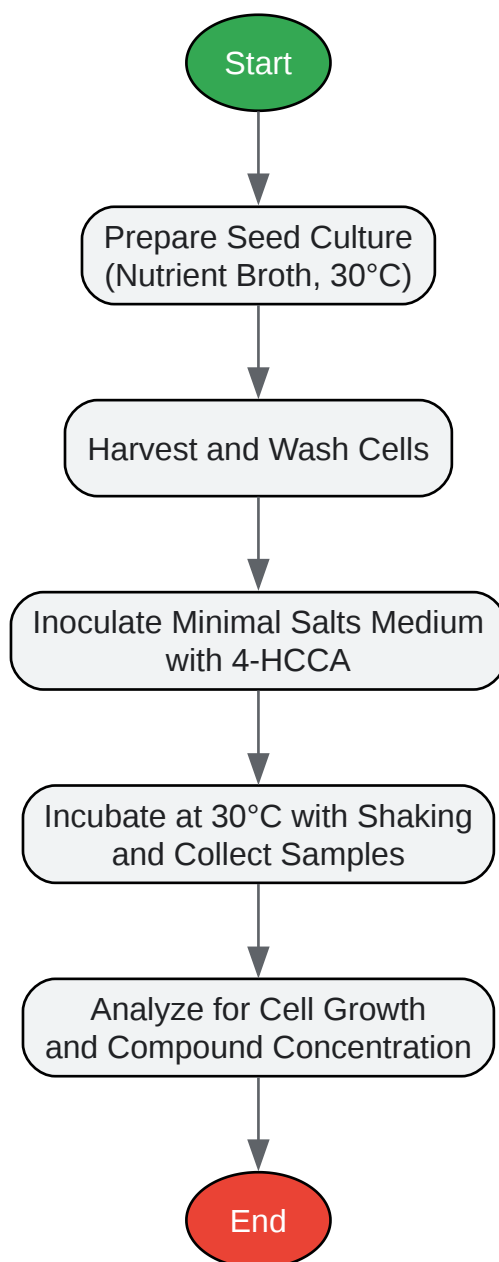 Start
Prepare Seed Culture
(Nutrient Broth, 30°C)
Harvest and Wash Cells
Inoculate Minimal Salts Medium
with 4-HCCA
Incubate at 30°C with Shaking
and Collect Samples
Analyze for Cell Growth
and Compound Concentration
End